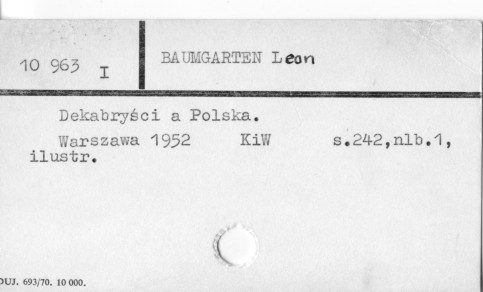 10 963 I
BAUMGARTEN Leon
Dekabryści a Polska.
Warszawa 1952 KiW s.242,nlb.1,
ilustr.
DUJ. 693/70. 10 000.